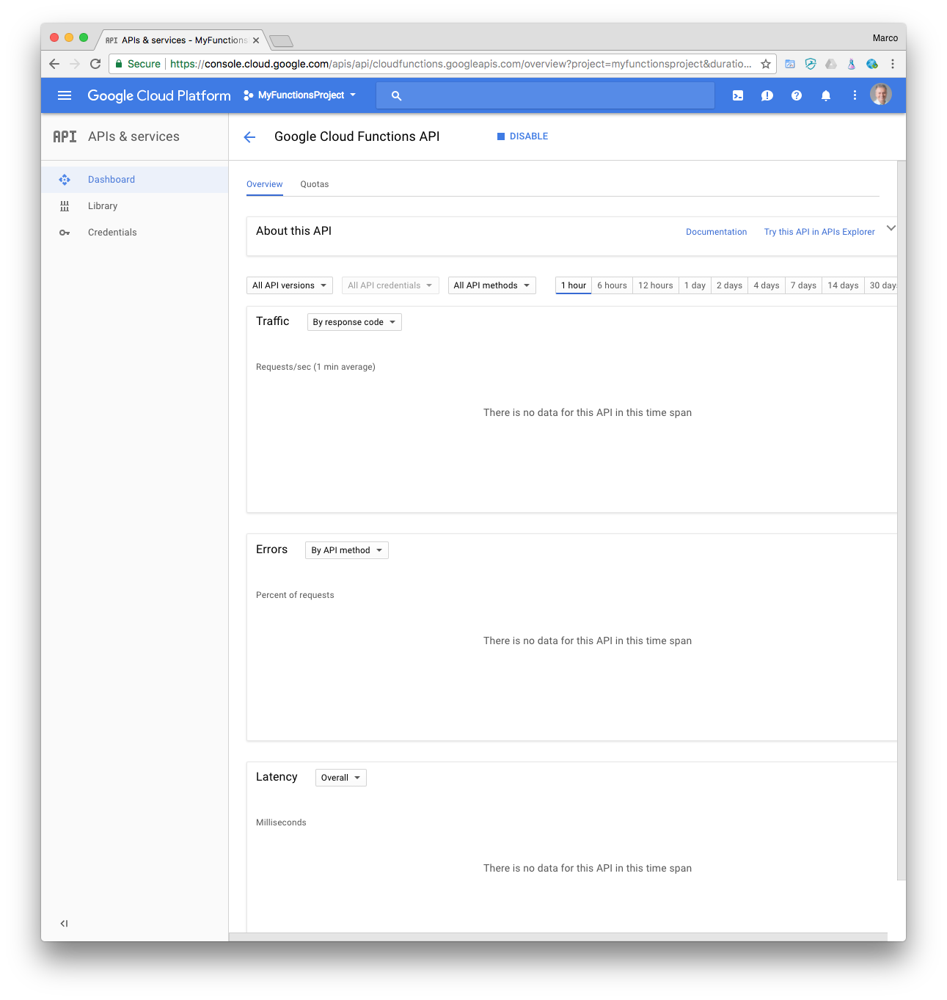 API APIs & services - MyFunctions
Marco
Secure https://console.cloud.google.com/apis/api/cloudfunctions.googleapis.com/overview?project=myfunctionsproject&duratio...
Google Cloud Platform MyFunctionsProject
API APIs & services
Google Cloud Functions API DISABLE
Dashboard
Library
Credentials
Overview Quotas
About this API Documentation Try this API in APIs Explorer
All API versions All API credentials All API methods 1 hour 6 hours 12 hours 1 day 2 days 4 days 7 days 14 days 30 day
Traffic By response code
Requests/sec (1 min average)
There is no data for this API in this time span
Errors By API method
Percent of requests
There is no data for this API in this time span
Latency Overall
Milliseconds
There is no data for this API in this time span